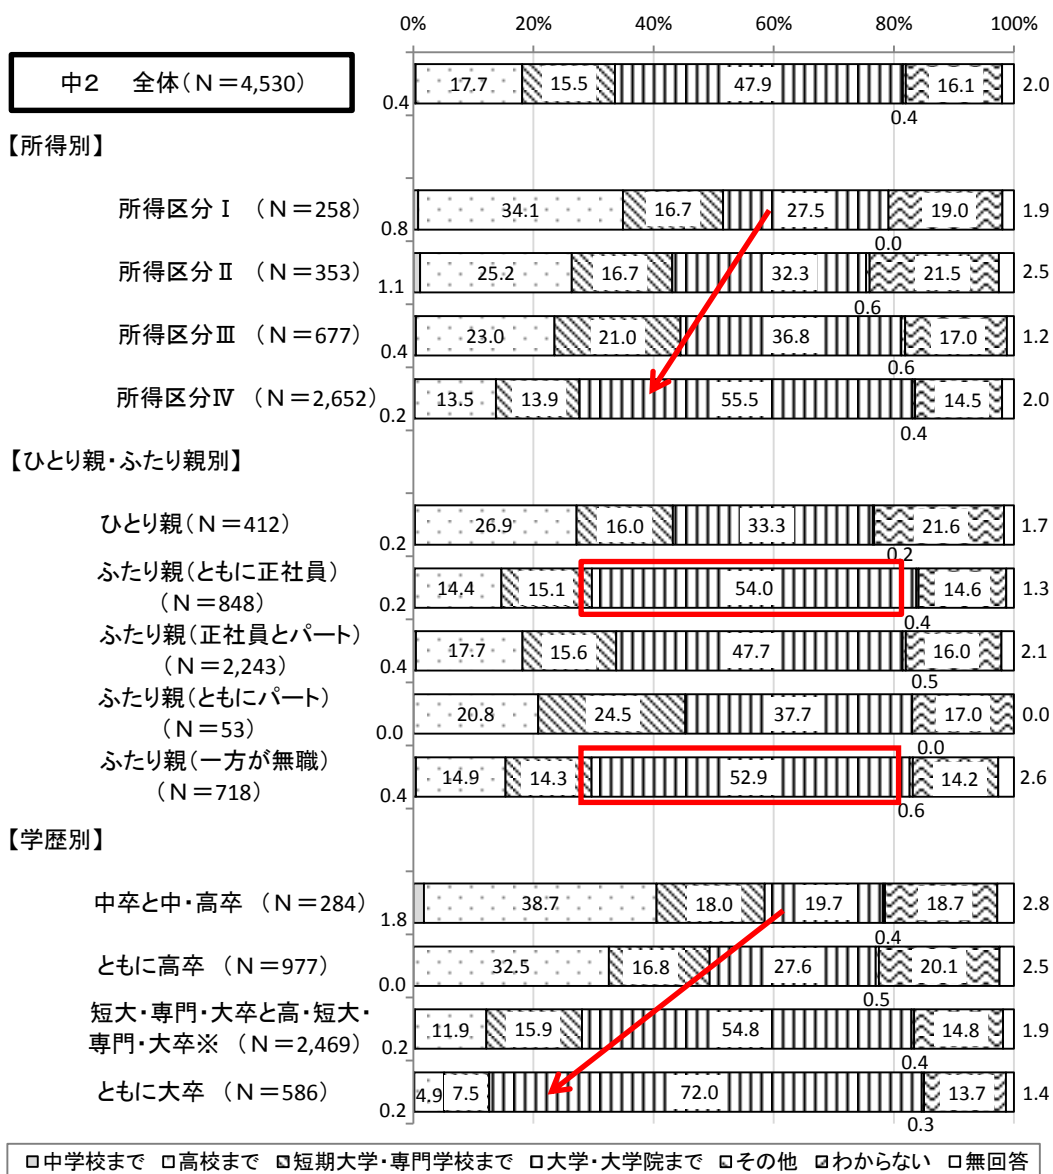 0% 20% 40% 60% 80% 100%
中2 全体(N=4,530)
0.4 17.7 15.5 47.9 0.4 16.1 2.0
【所得別】
所得区分Ⅰ (N=258)
0.8 34.1 16.7 27.5 0.0 19.0 1.9
所得区分Ⅱ (N=353)
1.1 25.2 16.7 32.3 0.6 21.5 2.5
所得区分Ⅲ (N=677)
0.4 23.0 21.0 36.8 0.6 17.0 1.2
所得区分Ⅳ (N=2,652)
0.2 13.5 13.9 55.5 0.4 14.5 2.0
【ひとり親・ふたり親別】
ひとり親(N=412)
0.2 26.9 16.0 33.3 0.2 21.6 1.7
ふたり親(ともに正社員)
(N=848)
0.2 14.4 15.1 54.0 0.4 14.6 1.3
ふたり親(正社員とパート)
(N=2,243)
0.4 17.7 15.6 47.7 0.5 16.0 2.1
ふたり親(ともにパート)
(N=53)
0.0 20.8 24.5 37.7 0.0 17.0 0.0
ふたり親(一方が無職)
(N=718)
0.4 14.9 14.3 52.9 0.6 14.2 2.6
【学歴別】
中卒と中・高卒 (N=284)
1.8 38.7 18.0 19.7 0.4 18.7 2.8
ともに高卒 (N=977)
0.0 32.5 16.8 27.6 0.5 20.1 2.5
短大・専門・大卒と高・短大・
専門・大卒※ (N=2,469)
0.2 11.9 15.9 54.8 0.4 14.8 1.9
ともに大卒 (N=586)
0.2 4.9 7.5 72.0 0.3 13.7 1.4
中学校まで 高校まで 短期大学・専門学校まで 大学・大学院まで その他 わからない 無回答